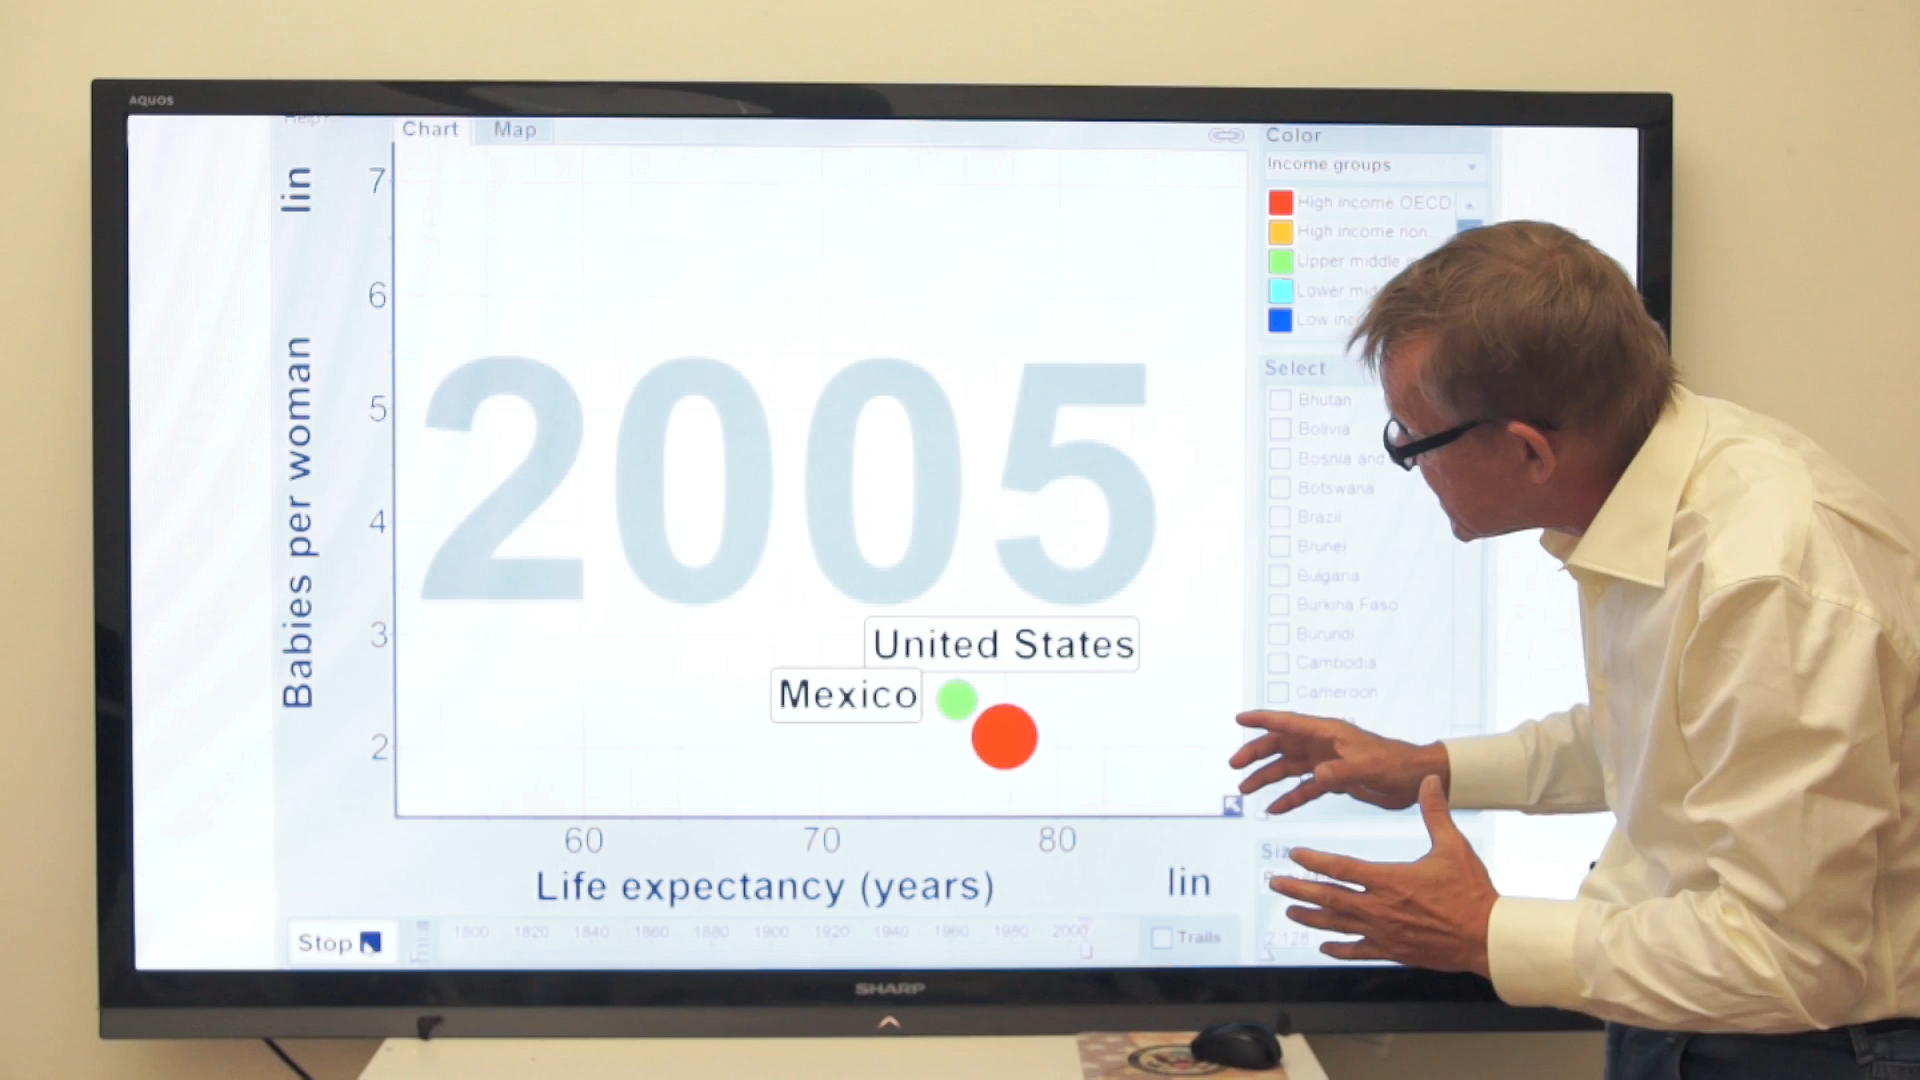 AQUOS
Help?
Chart
Map
lin
Babies per woman
7
6
5
4
3
2
2005
United States
Mexico
60
70
80
Life expectancy (years)
lin
Stop
1800
1820
1840
1860
1880
1900
1920
1940
1960
1980
2000
Trails
Color
Income groups
High income OECD
High income non...
Upper middle
Lower
Low
Select
Bhutan
Bolivia
Bosnia and
Botswana
Brazil
Brunei
Bulgaria
Burkina Faso
Burundi
Cambodia
Cameroon
SHARP